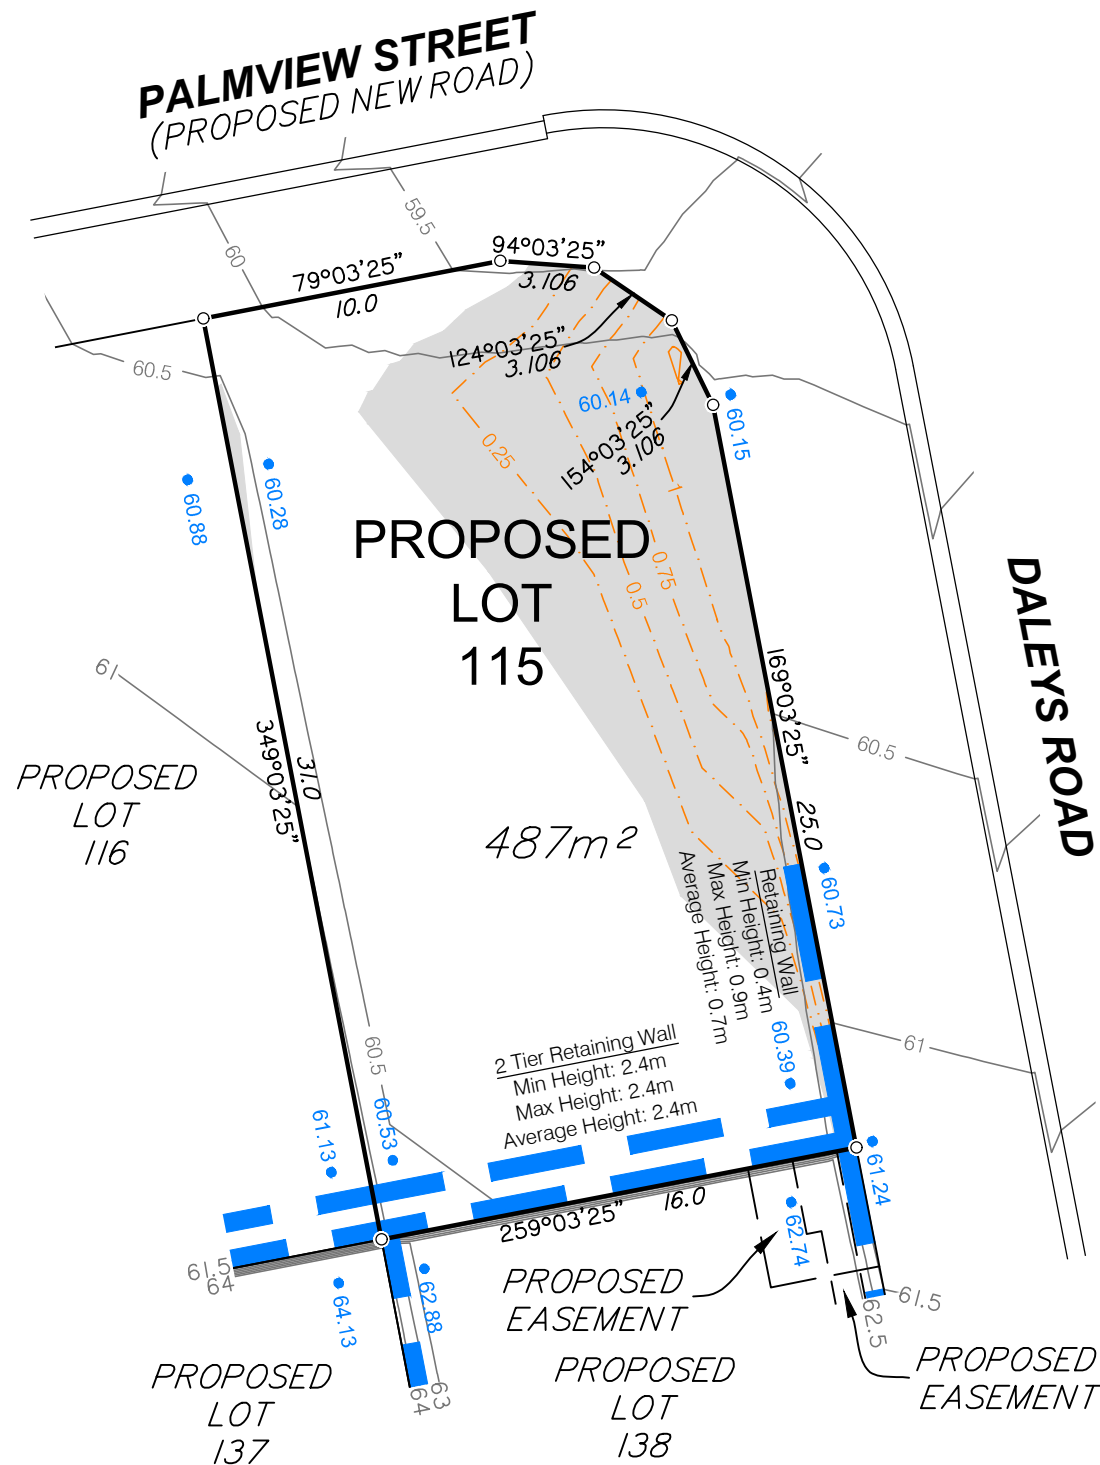 PALMVIEW STREET
(PROPOSED NEW ROAD)
59.5
60
94°03'25"
3.106
79°03'25"
10.0
124°03'25"
3.106
60.5
60.14
60.15
154°03'25"
3.106
0.25
60.88
60.28
1
PROPOSED
LOT
115
0.75
0.5
DALEYS ROAD
61
169°03'25"
25.0
60.5
349°03'25"
31.0
PROPOSED
LOT
116
487m²
60.73
Retaining Wall
Min Height: 0.4m
Max Height: 0.9m
Average Height: 0.7m
60.39
61
60.5
2 Tier Retaining Wall
Min Height: 2.4m
Max Height: 2.4m
Average Height: 2.4m
61.13
60.53
61.24
259°03'25"
16.0
62.74
61.5
64
64.13
62.88
PROPOSED
EASEMENT
61.5
62.5
PROPOSED
EASEMENT
64
63
PROPOSED
LOT
137
PROPOSED
LOT
138